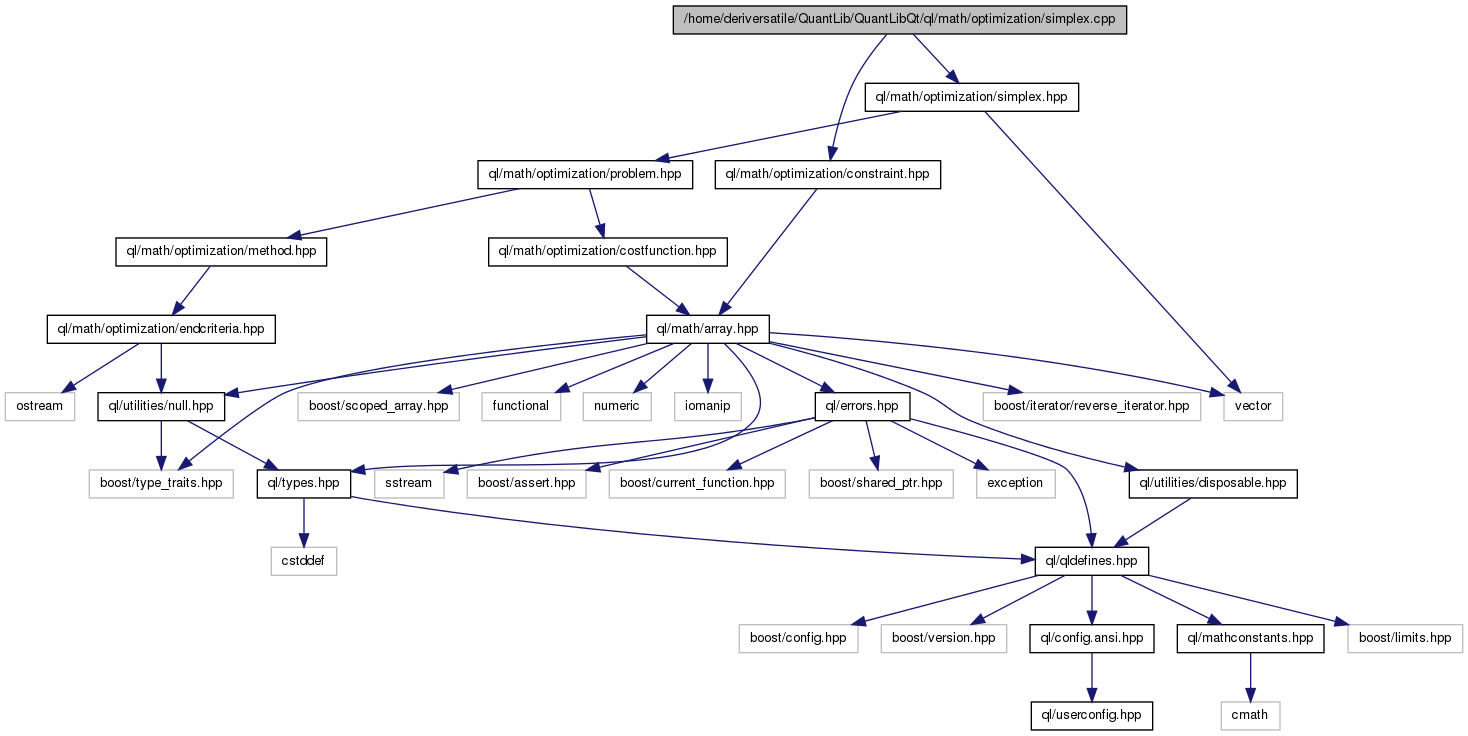 /home/deriversatile/QuantLib/QuantLibQt/ql/math/optimization/simplex.cpp
ql/math/optimization/simplex.hpp
ql/math/optimization/problem.hpp
ql/math/optimization/constraint.hpp
ql/math/optimization/method.hpp
ql/math/optimization/costfunction.hpp
ql/math/optimization/endcriteria.hpp
ql/math/array.hpp
ostream
ql/utilities/null.hpp
boost/scoped_array.hpp
functional
numeric
iomanip
ql/errors.hpp
boost/iterator/reverse_iterator.hpp
vector
boost/type_traits.hpp
ql/types.hpp
sstream
boost/assert.hpp
boost/current_function.hpp
boost/shared_ptr.hpp
exception
ql/utilities/disposable.hpp
cstddef
ql/qldefines.hpp
boost/config.hpp
boost/version.hpp
ql/config.ansi.hpp
ql/mathconstants.hpp
boost/limits.hpp
ql/userconfig.hpp
cmath